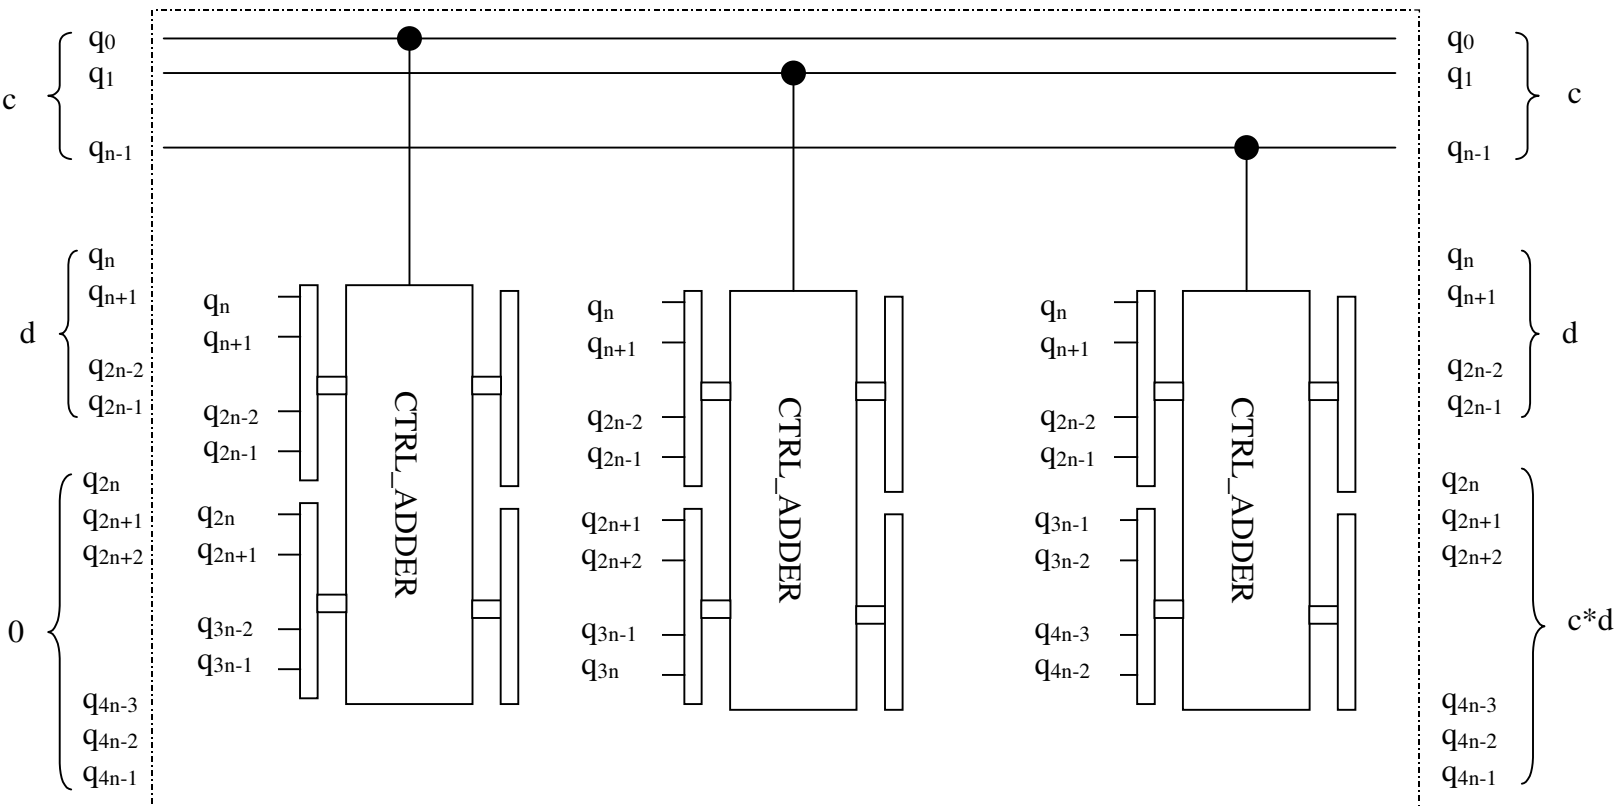 q0
q1
qn-1
c
qn
qn+1
q2n-2
q2n-1
d
q2n
q2n+1
q2n+2
q4n-3
q4n-2
q4n-1
0
qn
qn+1
q2n-2
q2n-1
q2n
q2n+1
q3n-2
q3n-1
CTRL_ADDER
qn
qn+1
q2n-2
q2n-1
q2n+1
q2n+2
q3n-1
q3n
CTRL_ADDER
qn
qn+1
q2n-2
q2n-1
q3n-1
q3n-2
q4n-3
q4n-2
CTRL_ADDER
q0
q1
qn-1
c
qn
qn+1
q2n-2
q2n-1
d
q2n
q2n+1
q2n+2
q4n-3
q4n-2
q4n-1
c*d